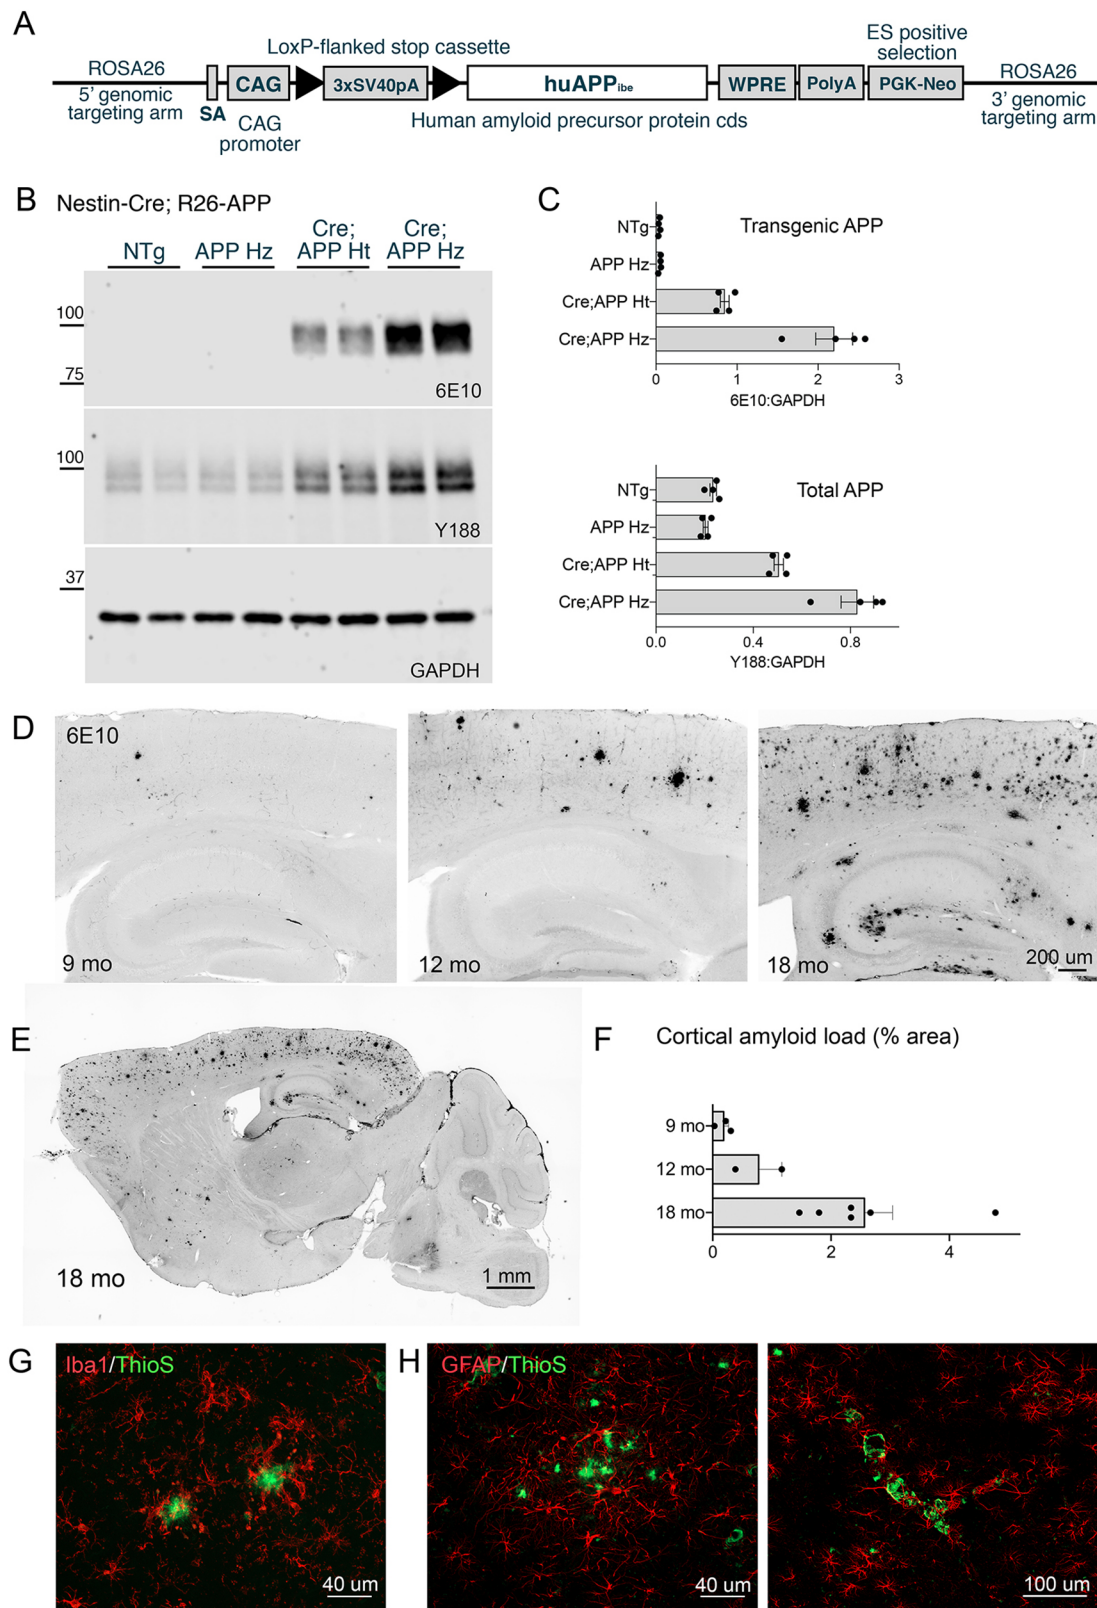 A
LoxP-flanked stop cassette
ES positive
selection
ROSA26
5' genomic
targeting arm
SA
CAG
CAG
promoter
3xSV40pA
huAPPibe
Human amyloid precursor protein cds
WPRE
PolyA
PGK-Neo
ROSA26
3' genomic
targeting arm
B
Nestin-Cre; R26-APP
NTg
APP Hz
Cre;
APP Ht
Cre;
APP Hz
100
75
6E10
100
Y188
37
GAPDH
C
Transgenic APP
NTg
APP Hz
Cre;APP Ht
Cre;APP Hz
0 1 2 3
6E10:GAPDH
Total APP
NTg
APP Hz
Cre;APP Ht
Cre;APP Hz
0.0 0.4 0.8
Y188:GAPDH
D
6E10
9 mo
12 mo
18 mo
200 um
E
18 mo
1 mm
F
Cortical amyloid load (% area)
9 mo
12 mo
18 mo
0 2 4
G
Iba1/ThioS
40 um
H
GFAP/ThioS
40 um
100 um